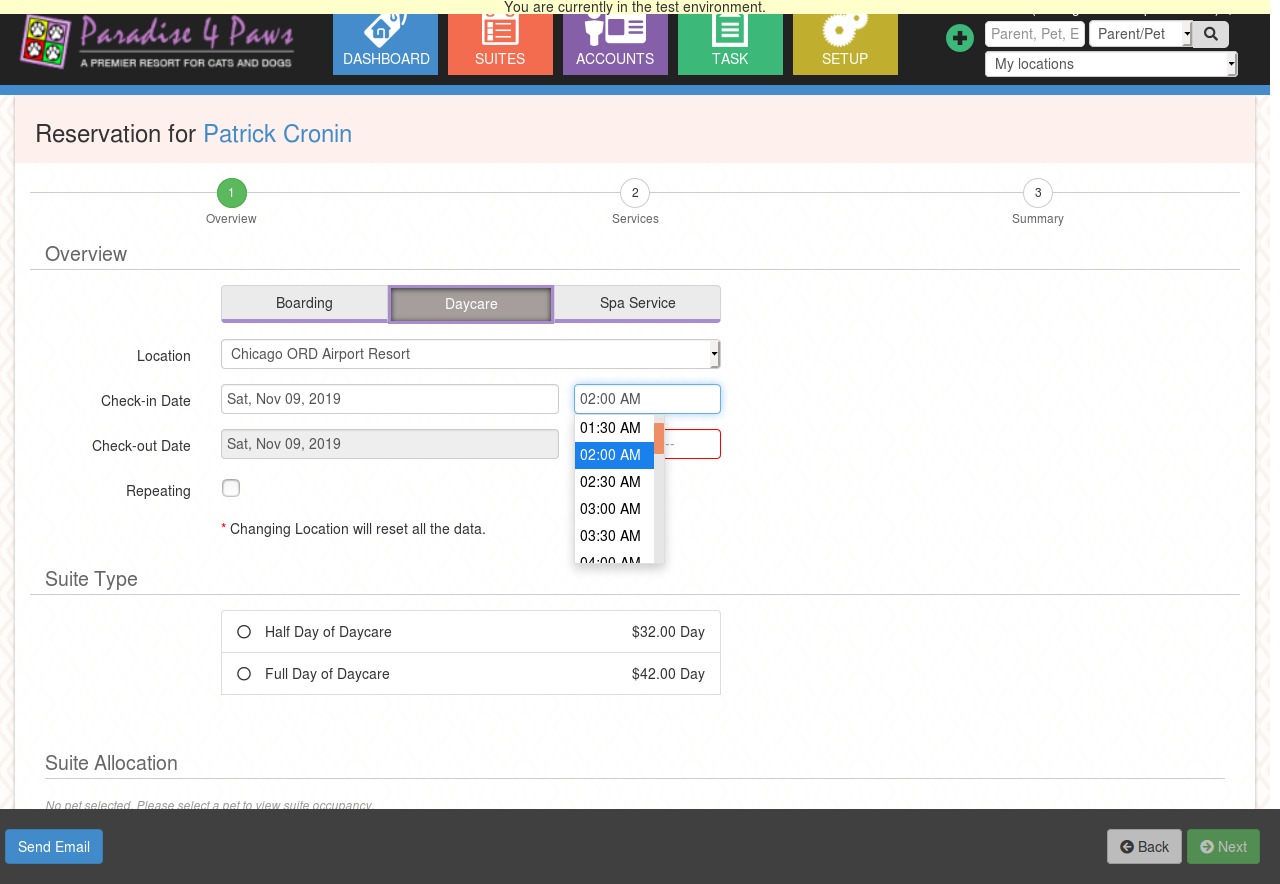 You are currently in the test environment.
Paradise 4 Paws
A PREMIER RESORT FOR CATS AND DOGS
DASHBOARD
SUITES
ACCOUNTS
TASK
SETUP
Parent, Pet, E
Parent/Pet
My locations
Reservation for Patrick Cronin
1
2
3
Overview
Services
Summary
Overview
Boarding
Daycare
Spa Service
Location
Chicago ORD Airport Resort
Check-in Date
Sat, Nov 09, 2019
02:00 AM
01:30 AM
Check-out Date
Sat, Nov 09, 2019
--
02:00 AM
02:30 AM
Repeating
03:00 AM
* Changing Location will reset all the data.
03:30 AM
04:00 AM
Suite Type
Half Day of Daycare
$32.00 Day
Full Day of Daycare
$42.00 Day
Suite Allocation
No pet selected. Please select a pet to view suite occupancy.
Send Email
Back
Next